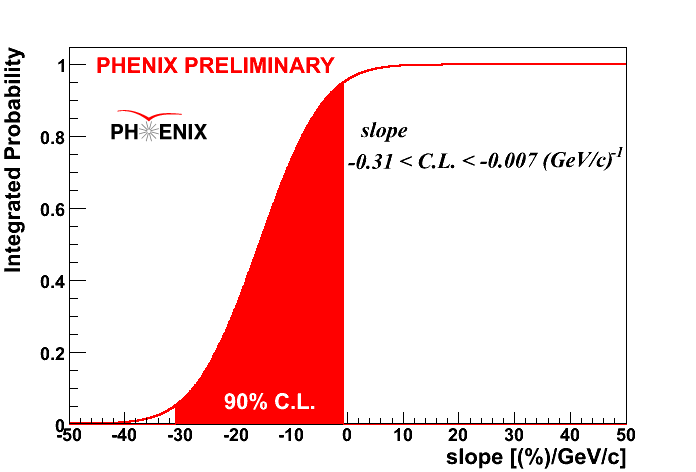 PHENIX PRELIMINARY
PH ENIX
slope
-0.31 < C.L. < -0.007 (GeV/c)-1
90% C.L.
Integrated Probability
1
0.8
0.6
0.4
0.2
0
-50 -40 -30 -20 -10 0 10 20 30 40 50
slope [(%)/GeV/c]